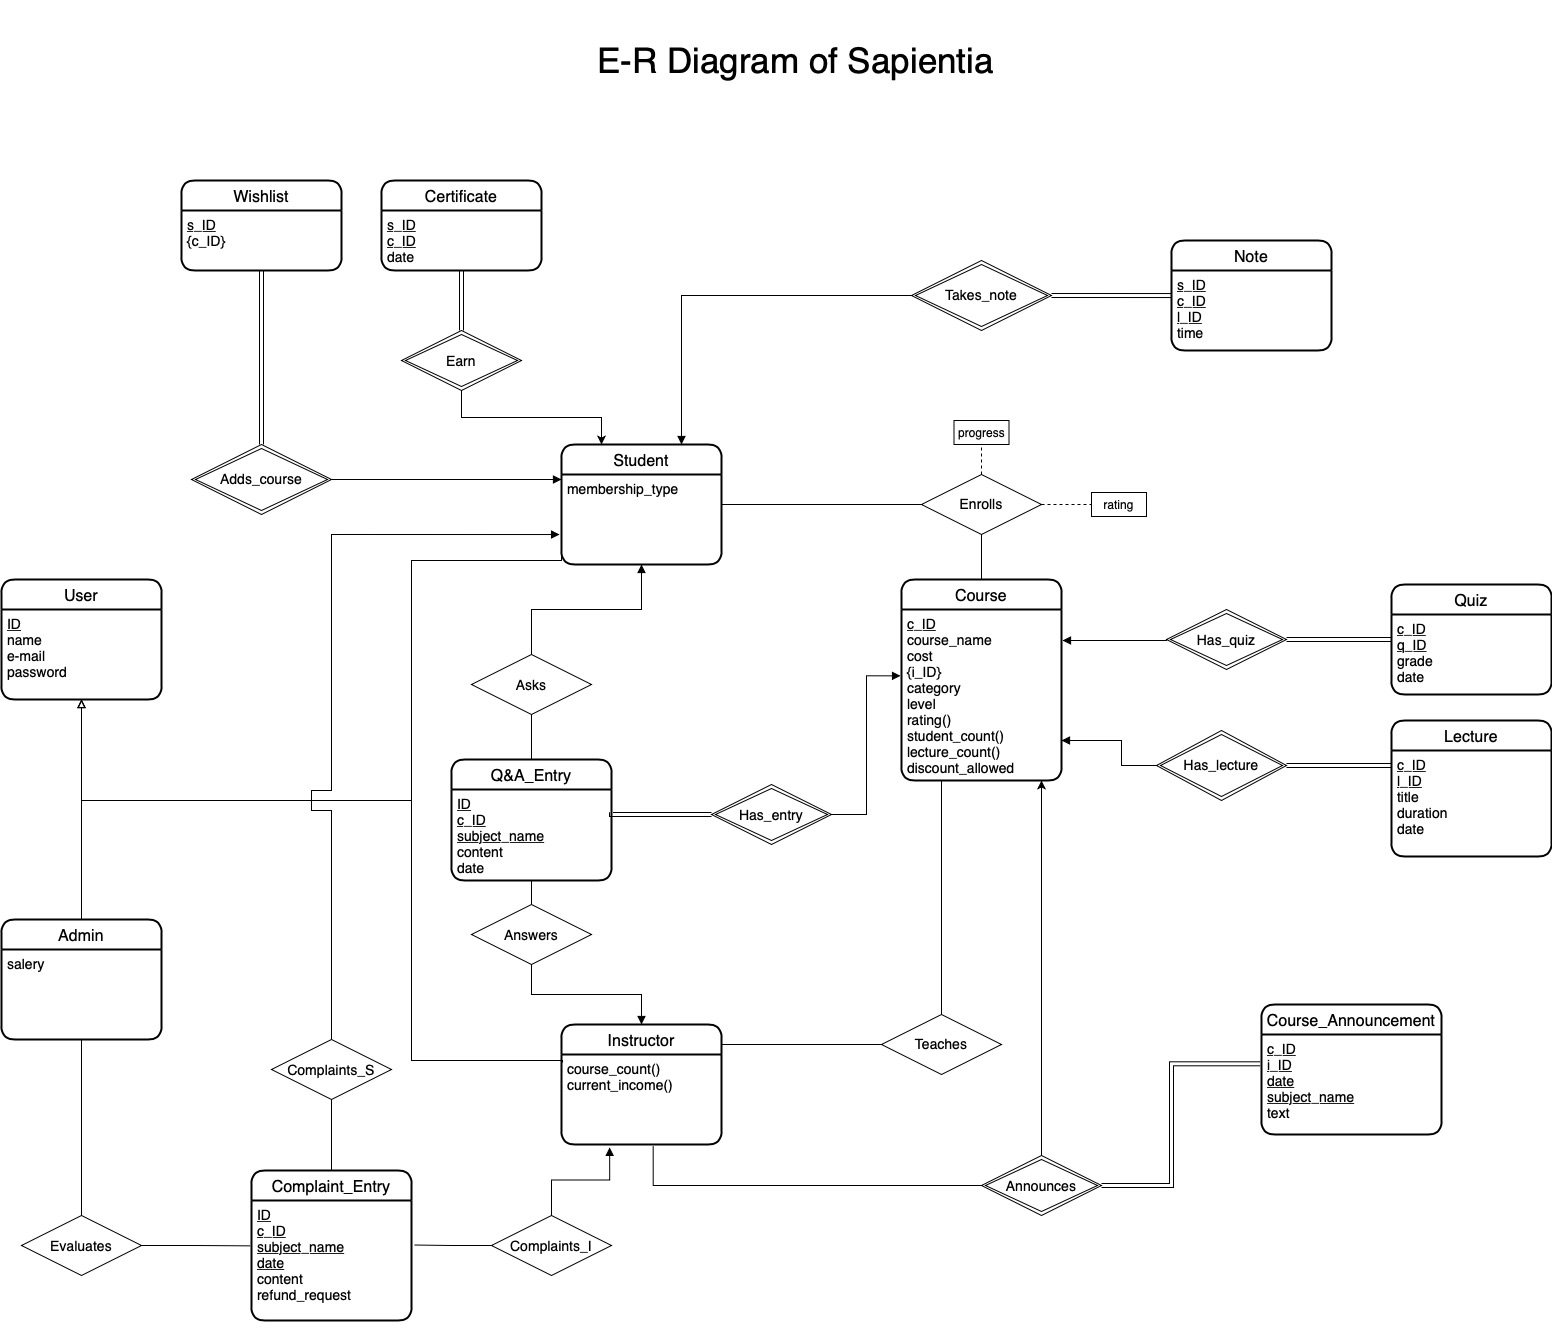 E-R Diagram of Sapientia
Wishlist
s_ID
{c_ID}
Certificate
s_ID
c_ID
date
Note
s_ID
c_ID
l_ID
time
Takes_note
Earn
Adds_course
Student
membership_type
progress
Enrolls
rating
User
ID
name
e-mail
password
Course
c_ID
course_name
cost
{i_ID}
category
level
rating()
student_count()
lecture_count()
discount_allowed
Has_quiz
Quiz
c_ID
q_ID
grade
date
Asks
Has_lecture
Lecture
c_ID
l_ID
title
duration
date
Q&A_Entry
ID
c_ID
subject_name
content
date
Has_entry
Answers
Admin
salery
Instructor
course_count()
current_income()
Teaches
Course_Announcement
c_ID
i_ID
date
subject_name
text
Complaints_S
Announces
Complaint_Entry
ID
c_ID
subject_name
date
content
refund_request
Evaluates
Complaints_I